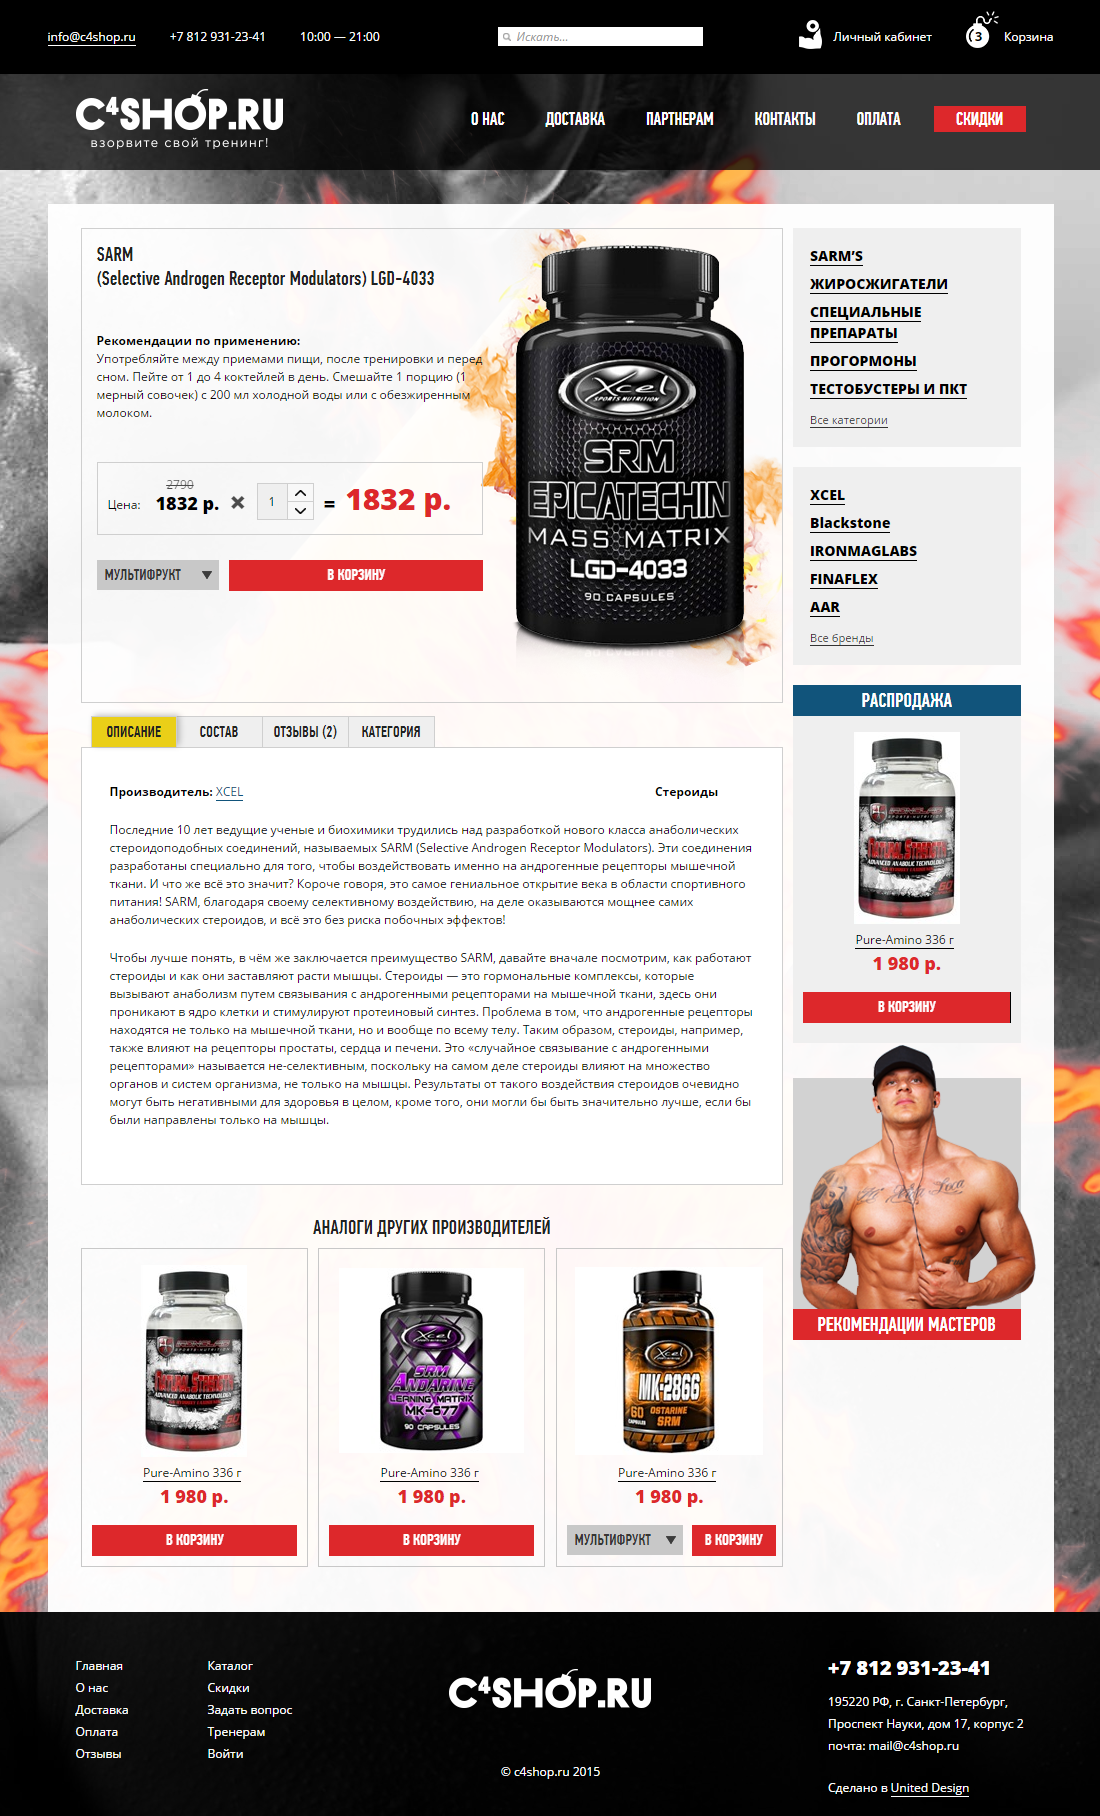 info@c4shop.ru
+7 812 931-23-41
10:00 — 21:00
Искать...
Личный кабинет
3
Корзина
C4SHOP.RU
взорвите свой тренинг!
О НАС
ДОСТАВКА
ПАРТНЕРАМ
КОНТАКТЫ
ОПЛАТА
СКИДКИ
SARM
(Selective Androgen Receptor Modulators) LGD-4033
Рекомендации по применению:
Употребляйте между приемами пищи, после тренировки и перед
сном. Пейте от 1 до 4 коктейлей в день. Смешайте 1 порцию (1
мерный совочек) с 200 мл холодной воды или с обезжиренным
молоком.
2790
Цена: 1832 р. × 1 = 1832 р.
МУЛЬТИФРУКТ
В КОРЗИНУ
Xcel
SPORTS NUTRITION
SRM
EPICATECHIN
MASS MATRIX
LGD-4033
90 CAPSULES
SARM'S
ЖИРОСЖИГАТЕЛИ
СПЕЦИАЛЬНЫЕ
ПРЕПАРАТЫ
ПРОГОРМОНЫ
ТЕСТОБУСТЕРЫ И ПКТ
Все категории
XCEL
Blackstone
IRONMAGLABS
FINAFLEX
AAR
Все бренды
РАСПРОДАЖА
ADVANCED ANABOLIC TECHNOLOGY
60
Pure-Amino 336 г
1 980 р.
В КОРЗИНУ
РЕКОМЕНДАЦИИ МАСТЕРОВ
ОПИСАНИЕ
СОСТАВ
ОТЗЫВЫ (2)
КАТЕГОРИЯ
Производитель: XCEL
Стероиды
Последние 10 лет ведущие ученые и биохимики трудились над разработкой нового класса анаболических
стероидоподобных соединений, называемых SARM (Selective Androgen Receptor Modulators). Эти соединения
разработаны специально для того, чтобы воздействовать именно на андрогенные рецепторы мышечной
ткани. И что же всё это значит? Короче говоря, это самое гениальное открытие века в области спортивного
питания! SARM, благодаря своему селективному воздействию, на деле оказываются мощнее самих
анаболических стероидов, и всё это без риска побочных эффектов!
Чтобы лучше понять, в чём же заключается преимущество SARM, давайте вначале посмотрим, как работают
стероиды и как они заставляют расти мышцы. Стероиды — это гормональные комплексы, которые
вызывают анаболизм путем связывания с андрогенными рецепторами на мышечной ткани, здесь они
проникают в ядро клетки и стимулируют протеиновый синтез. Проблема в том, что андрогенные рецепторы
находятся не только на мышечной ткани, но и вообще по всему телу. Таким образом, стероиды, например,
также влияют на рецепторы простаты, сердца и печени. Это «случайное связывание с андрогенными
рецепторами» называется не-селективным, поскольку на самом деле стероиды влияют на множество
органов и систем организма, не только на мышцы. Результаты от такого воздействия стероидов очевидно
могут быть негативными для здоровья в целом, кроме того, они могли бы быть значительно лучше, если бы
были направлены только на мышцы.
АНАЛОГИ ДРУГИХ ПРОИЗВОДИТЕЛЕЙ
ADVANCED ANABOLIC TECHNOLOGY
60
Pure-Amino 336 г
1 980 р.
В КОРЗИНУ
Xcel
SRM
ANDARINE
LEANING MATRIX
MK-677
90 CAPSULES
Pure-Amino 336 г
1 980 р.
В КОРЗИНУ
Xcel
MK-2866
60 OSTARINE
CAPSULES SRM
Pure-Amino 336 г
1 980 р.
МУЛЬТИФРУКТ
В КОРЗИНУ
Главная
О нас
Доставка
Оплата
Отзывы
Каталог
Скидки
Задать вопрос
Тренерам
Войти
C4SHOP.RU
© c4shop.ru 2015
+7 812 931-23-41
195220 РФ, г. Санкт-Петербург,
Проспект Науки, дом 17, корпус 2
почта: mail@c4shop.ru
Сделано в United Design